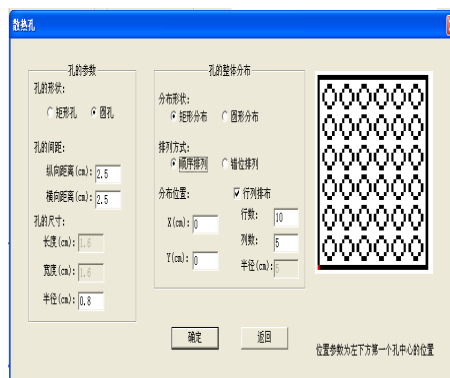 散热孔
孔的参数
孔的形状:
矩形孔 圆孔
孔的间距:
纵向距离(cm): 2.5
横向距离(cm): 2.5
孔的尺寸:
长度(cm): 1.6
宽度(cm): 1.6
半径(cm): 0.8
孔的整体分布
分布形状:
矩形分布 圆形分布
排列方式:
顺序排列 错位排列
分布位置: 行列排布
X(cm): 0 行数: 10
Y(cm): 0 列数: 5
半径(cm): 5
确定 返回
位置参数为左下方第一个孔中心的位置